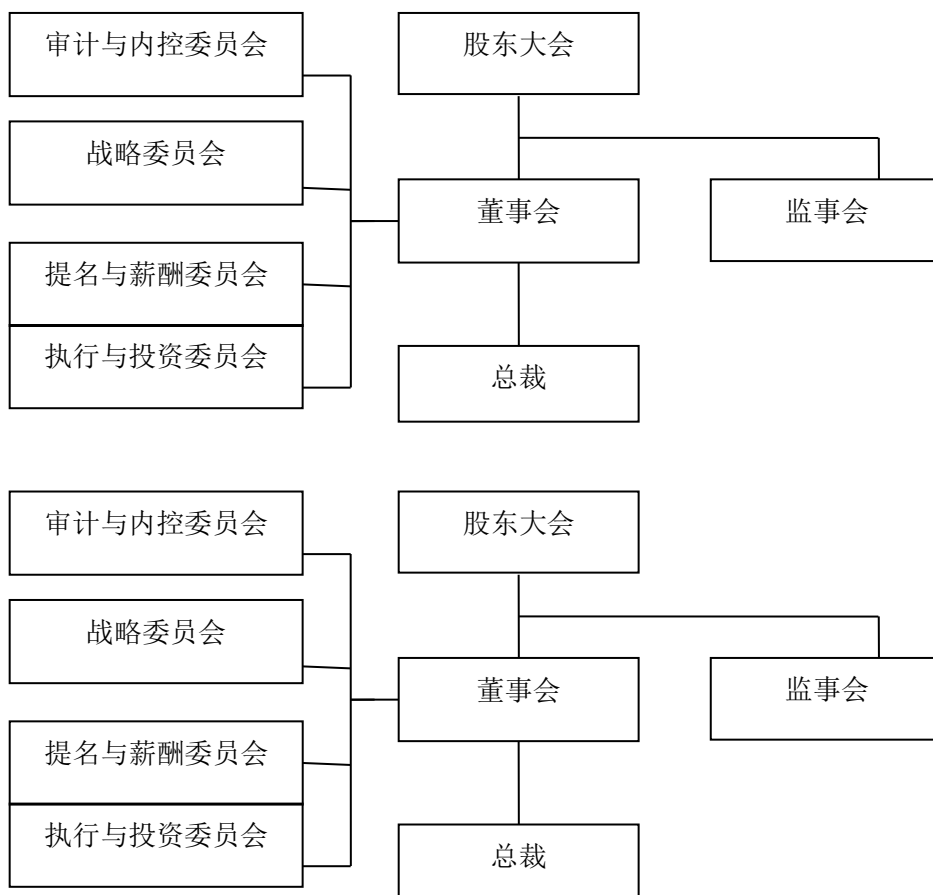 审计与内控委员会
股东大会
战略委员会
董事会
监事会
提名与薪酬委员会
执行与投资委员会
总裁
审计与内控委员会
股东大会
战略委员会
董事会
监事会
提名与薪酬委员会
执行与投资委员会
总裁